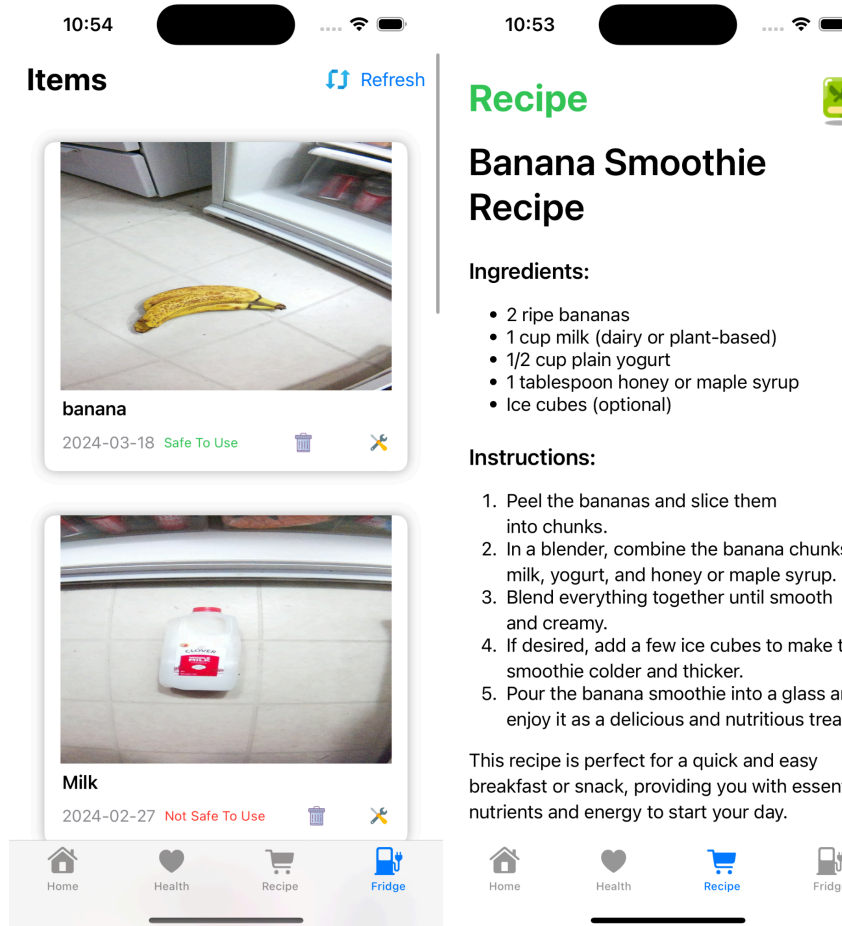 10:54
Items
Refresh
banana
2024-03-18 Safe To Use
CLOVER
MILK
Milk
2024-02-27 Not Safe To Use
Home
Health
Recipe
Fridge
10:53
Recipe
Banana Smoothie
Recipe
Ingredients:
• 2 ripe bananas
• 1 cup milk (dairy or plant-based)
• 1/2 cup plain yogurt
• 1 tablespoon honey or maple syrup
• Ice cubes (optional)
Instructions:
1. Peel the bananas and slice them
into chunks.
2. In a blender, combine the banana chunks
milk, yogurt, and honey or maple syrup.
3. Blend everything together until smooth
and creamy.
4. If desired, add a few ice cubes to make t
smoothie colder and thicker.
5. Pour the banana smoothie into a glass a
enjoy it as a delicious and nutritious trea
This recipe is perfect for a quick and easy
breakfast or snack, providing you with essen
nutrients and energy to start your day.
Home
Health
Recipe
Fridg